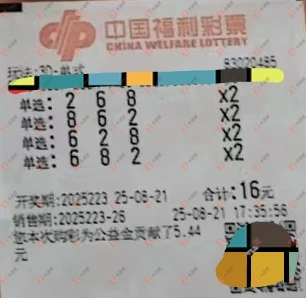 中国福利彩票
CHINA WELFARE LOTTERY
玩法:3D-单式 83020485
单选: 2 6 8 x2
单选: 8 6 2 x2
单选: 6 2 8 x2
单选: 6 8 2 x2
开奖期:2025223 25-08-21 合计:16元
销售期:2025223-26 25-08-21 17:35:56
您本次购彩为公益金贡献了5.44
元